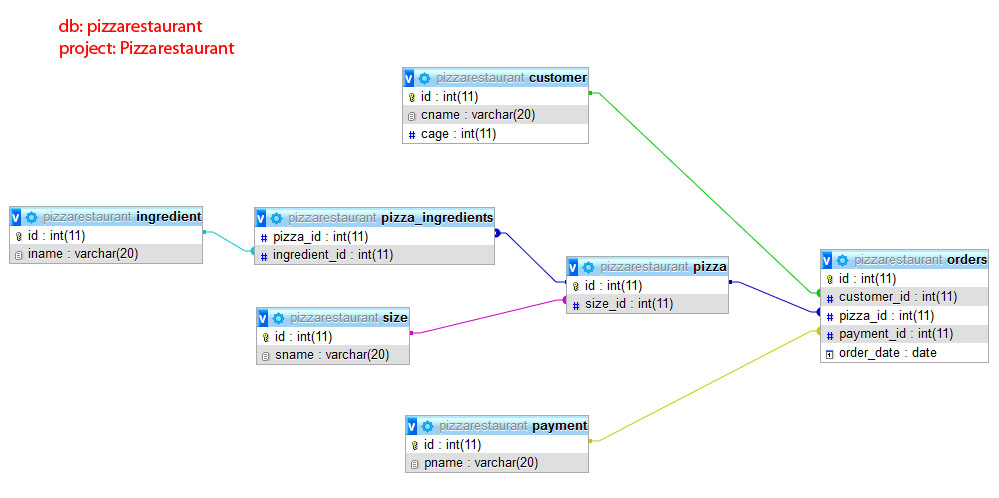 db: pizzarestaurant
project: Pizzarestaurant
v pizzarestaurant customer
id : int(11)
cname : varchar(20)
# cage : int(11)
v pizzarestaurant ingredient
id : int(11)
iname : varchar(20)
v pizzarestaurant pizza_ingredients
# pizza_id : int(11)
# ingredient_id : int(11)
v pizzarestaurant size
id : int(11)
sname : varchar(20)
v pizzarestaurant pizza
id : int(11)
# size_id : int(11)
v pizzarestaurant orders
id : int(11)
# customer_id : int(11)
# pizza_id : int(11)
# payment_id : int(11)
order_date : date
v pizzarestaurant payment
id : int(11)
pname : varchar(20)